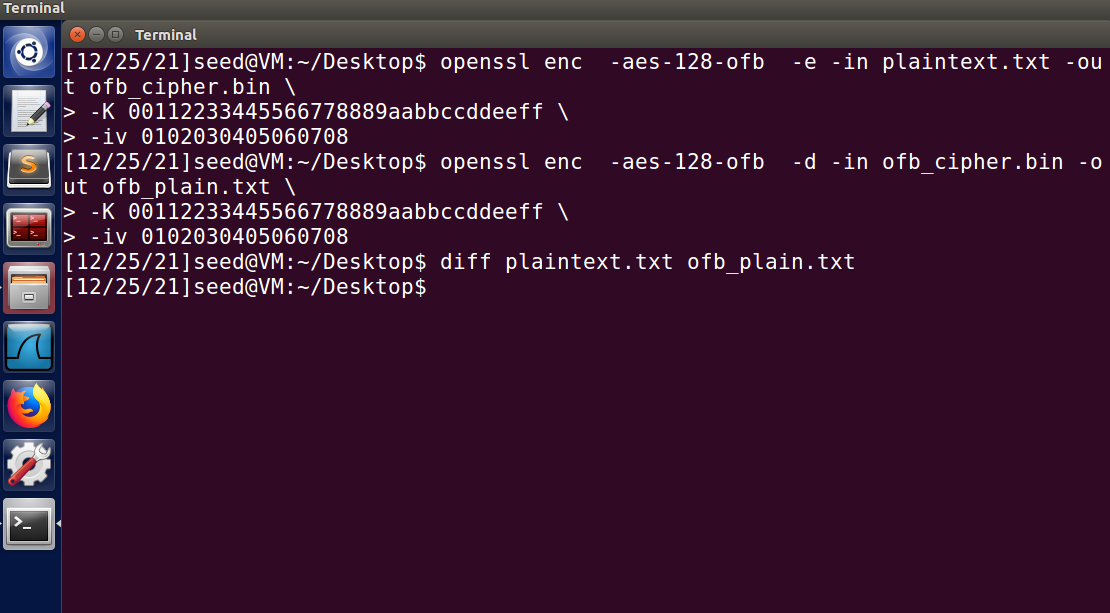 Terminal
Terminal
[12/25/21]seed@VM:~/Desktop$ openssl enc  -aes-128-ofb  -e -in plaintext.txt -ou
t ofb_cipher.bin \
> -K 00112233445566778889aabbccddeeff \
> -iv 0102030405060708
[12/25/21]seed@VM:~/Desktop$ openssl enc  -aes-128-ofb  -d -in ofb_cipher.bin -o
ut ofb_plain.txt \
> -K 00112233445566778889aabbccddeeff \
> -iv 0102030405060708
[12/25/21]seed@VM:~/Desktop$ diff plaintext.txt ofb_plain.txt
[12/25/21]seed@VM:~/Desktop$